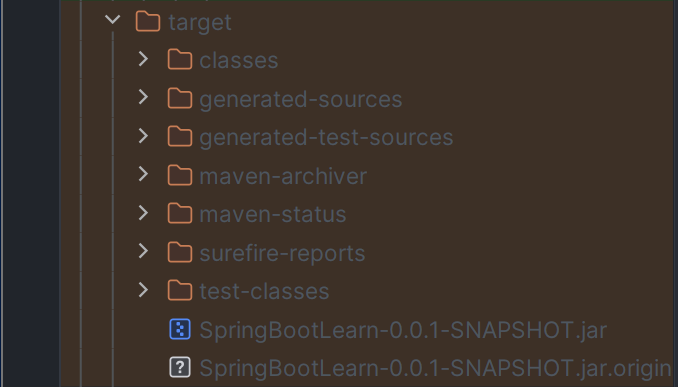 target
classes
generated-sources
generated-test-sources
maven-archiver
maven-status
surefire-reports
test-classes
SpringBootLearn-0.0.1-SNAPSHOT.jar
SpringBootLearn-0.0.1-SNAPSHOT.jar.origin